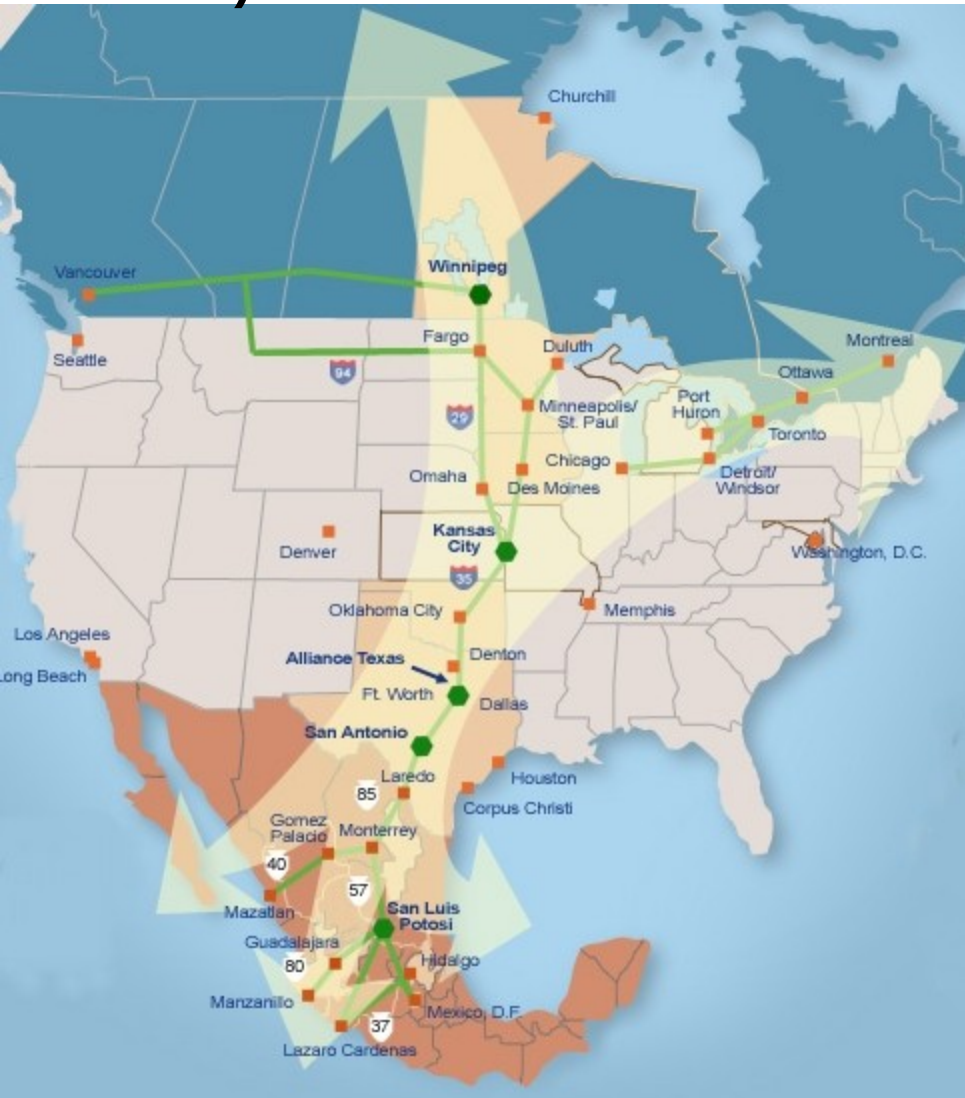 Churchill
Vancouver
Winnipeg
Seattle
Fargo
Duluth
Montreal
Ottawa
94
Port
Huron
29
Minneapolis/
St. Paul
Toronto
Chicago
Omaha
Des Moines
Detroit/
Windsor
Kansas
City
Denver
Washington, D.C.
35
Oklahoma City
Memphis
Los Angeles
Long Beach
Alliance Texas
Denton
Ft. Worth
Dallas
San Antonio
Laredo
Houston
85
Corpus Christi
Gomez
Palacio
Monterrey
40
57
Mazatlan
San Luis
Potosi
Guadalajara
80
Hidalgo
Manzanillo
Mexico, D.F.
37
Lazaro Cardenas